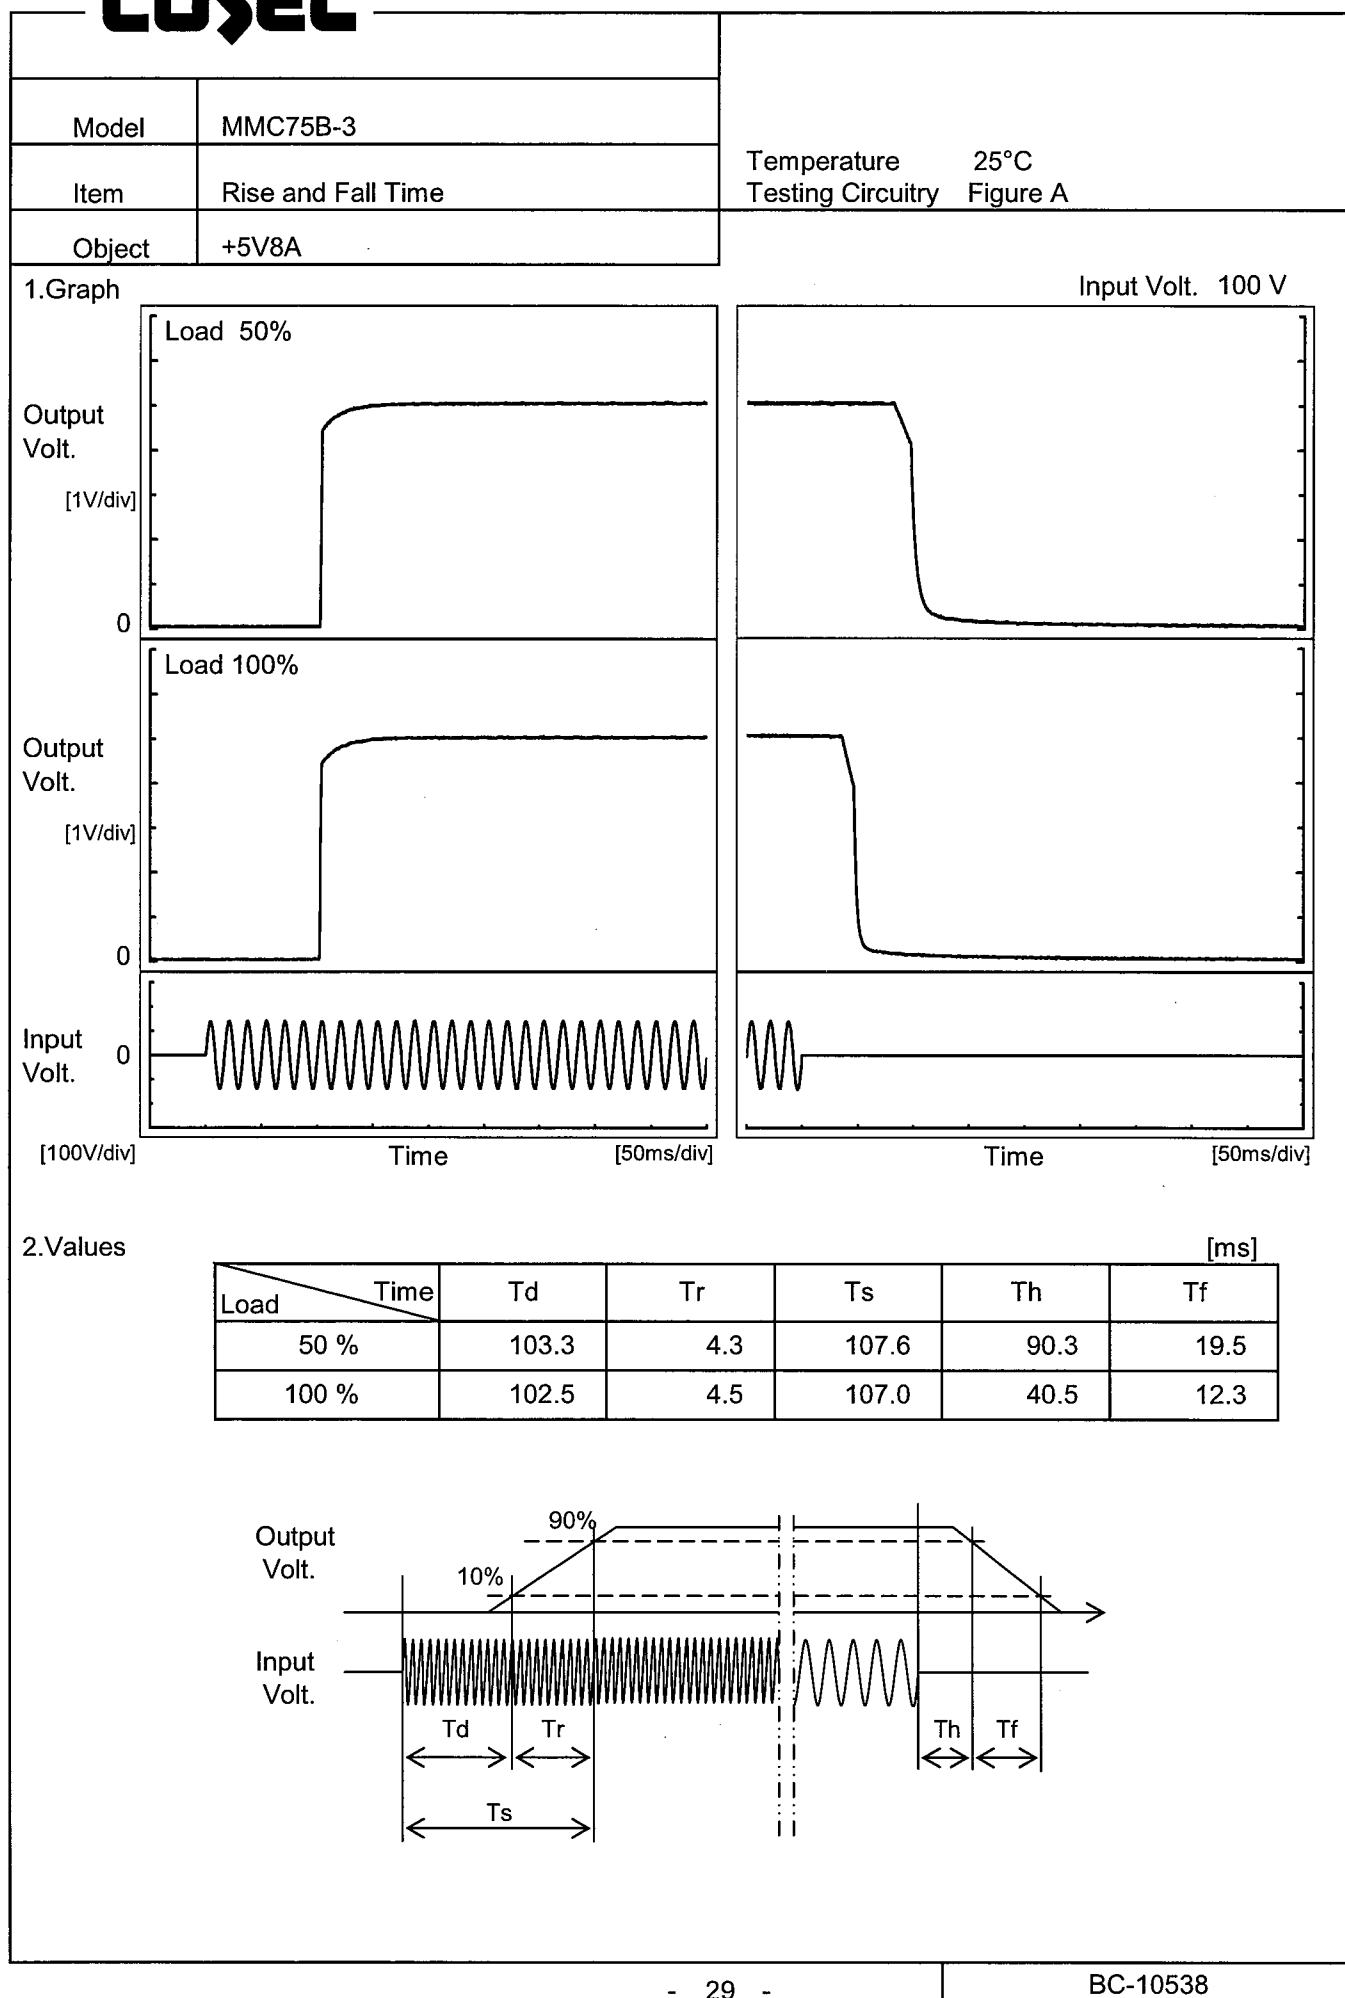 COSEL
Model MMC75B-3
Item Rise and Fall Time
Temperature 25°C
Testing Circuitry Figure A
Object +5V8A
1.Graph
Input Volt. 100 V
Load 50%
Output
Volt.
[1V/div]
0
Load 100%
Output
Volt.
[1V/div]
0
Input
Volt.
0
[100V/div] Time [50ms/div] Time [50ms/div]
2.Values [ms]
Time
Load Td Tr Ts Th Tf
50 % 103.3 4.3 107.6 90.3 19.5
100 % 102.5 4.5 107.0 40.5 12.3
Output
Volt.
90%
10%
Input
Volt.
Td Tr Th Tf
Ts
- 29 - BC-10538